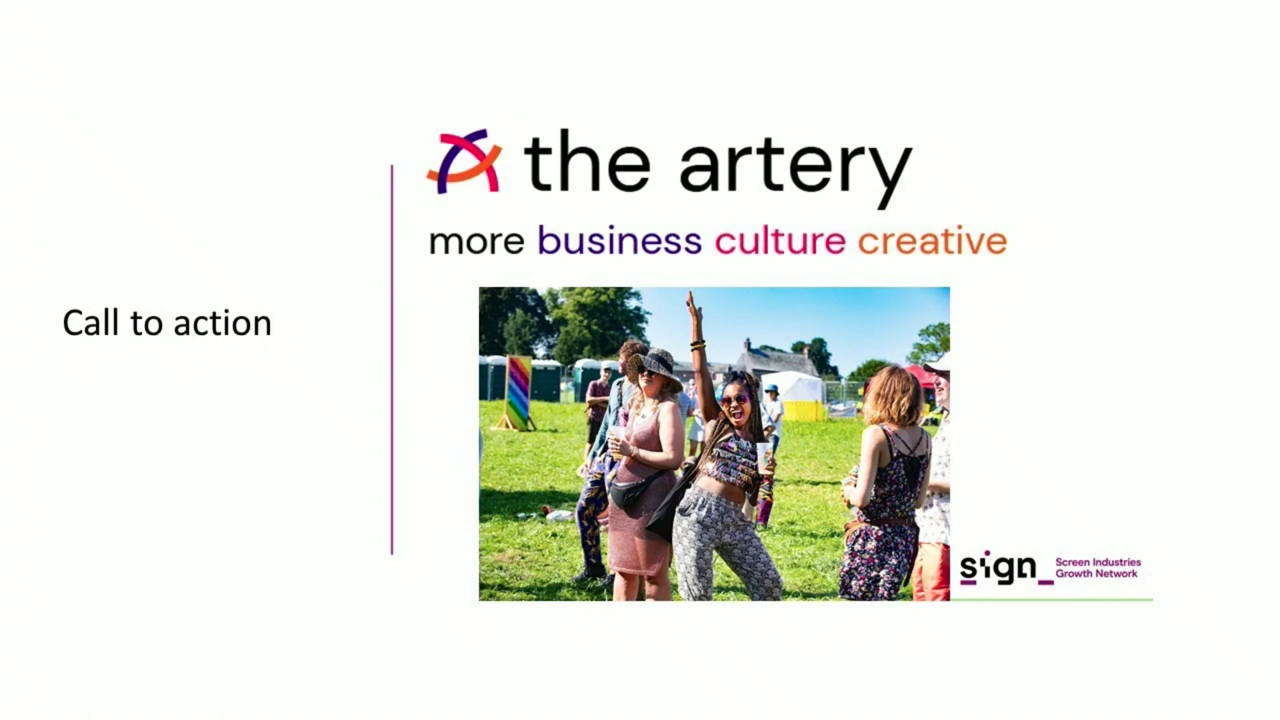 Call to action
the artery
more business culture creative
sign_
Screen Industries
Growth Network